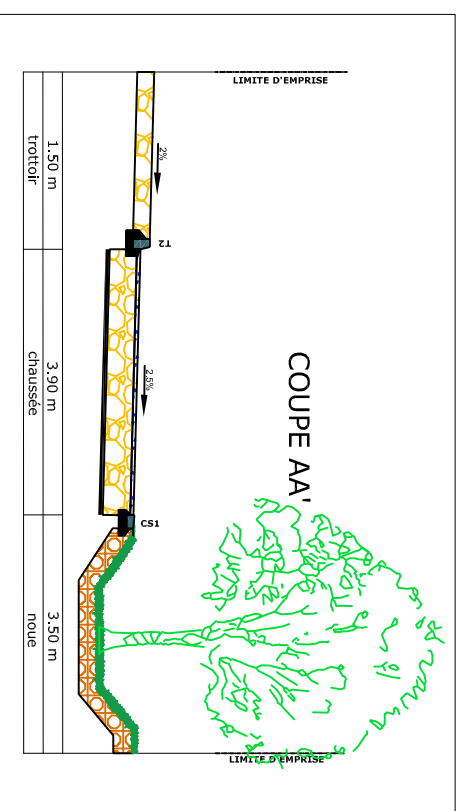 COUPE AA'
LIMITE D'EMPRISE
LIMITE D'EMPRISE
2%
T2
2.5%
CS1
1.50 m
3.90 m
3.50 m
trottoir
chaussée
noue